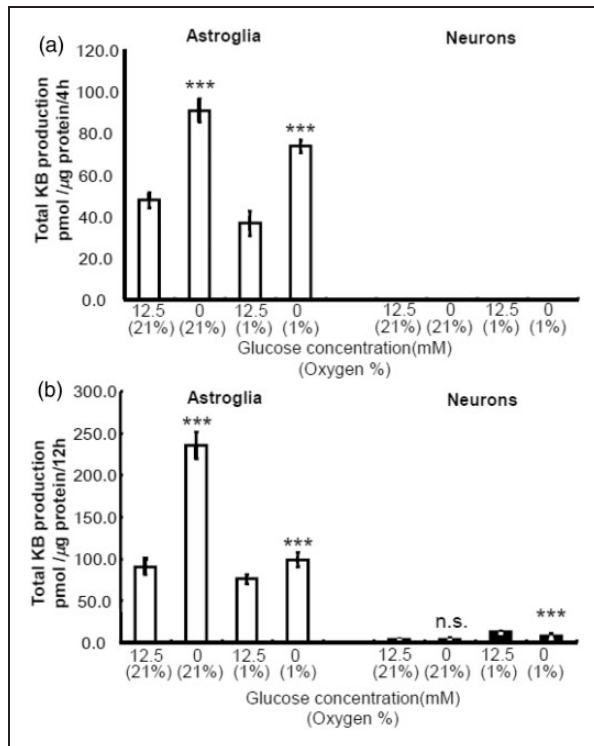 (a)
Astroglia Neurons
Total KB production
pmol /μg protein/4h
120.0
100.0
80.0
60.0
40.0
20.0
0.0
***
***
12.5 0 12.5 0 12.5 0 12.5 0
(21%) (21%) (1%) (1%) (21%) (21%) (1%) (1%)
Glucose concentration(mM)
(Oxygen %)
(b)
Astroglia Neurons
Total KB production
pmol /μg protein/12h
300.0
250.0
200.0
150.0
100.0
50.0
0.0
***
***
n.s.
***
12.5 0 12.5 0 12.5 0 12.5 0
(21%) (21%) (1%) (1%) (21%) (21%) (1%) (1%)
Glucose concentration(mM)
(Oxygen %)